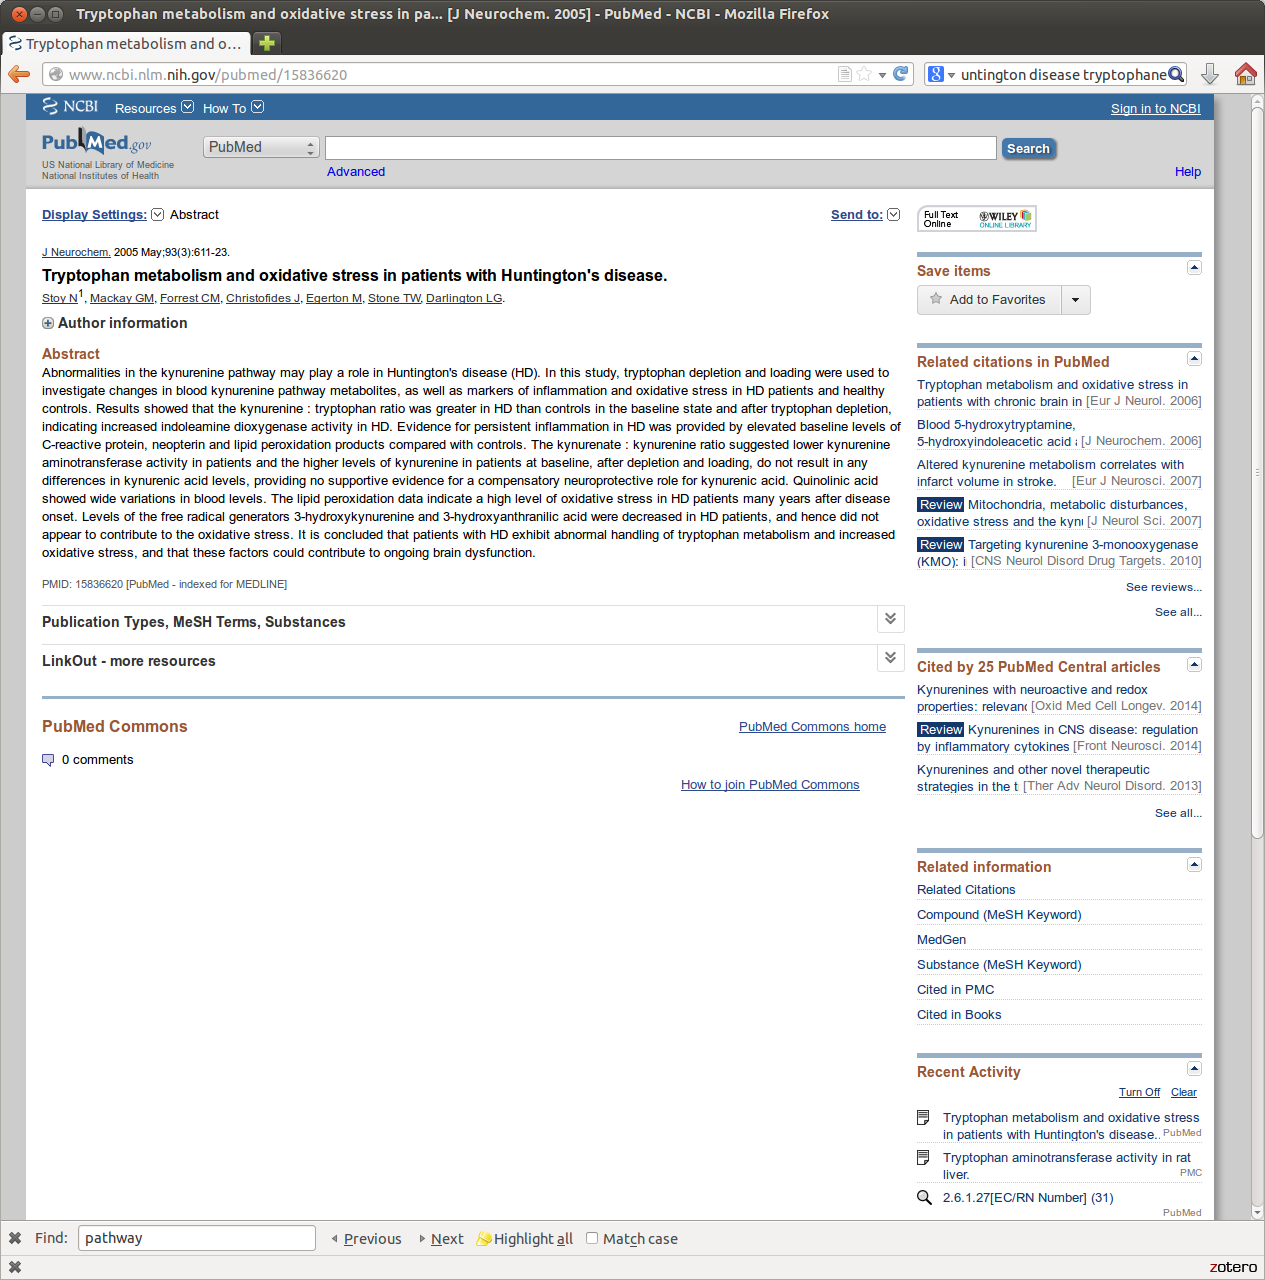 Tryptophan metabolism and oxidative stress in pa... [J Neurochem. 2005] - PubMed - NCBI - Mozilla Firefox
Tryptophan metabolism and o...
www.ncbi.nlm.nih.gov/pubmed/15836620
untington disease tryptophane
NCBI Resources How To Sign in to NCBI
PubMed.gov
US National Library of Medicine
National Institutes of Health
PubMed
Search
Advanced
Help
Display Settings: Abstract
Send to:
J Neurochem. 2005 May;93(3):611-23.
Tryptophan metabolism and oxidative stress in patients with Huntington's disease.
Stoy N1, Mackay GM, Forrest CM, Christofides J, Egerton M, Stone TW, Darlington LG.
Author information
Abstract
Abnormalities in the kynurenine pathway may play a role in Huntington's disease (HD). In this study, tryptophan depletion and loading were used to
investigate changes in blood kynurenine pathway metabolites, as well as markers of inflammation and oxidative stress in HD patients and healthy
controls. Results showed that the kynurenine : tryptophan ratio was greater in HD than controls in the baseline state and after tryptophan depletion,
indicating increased indoleamine dioxygenase activity in HD. Evidence for persistent inflammation in HD was provided by elevated baseline levels of
C-reactive protein, neopterin and lipid peroxidation products compared with controls. The kynurenate : kynurenine ratio suggested lower kynurenine
aminotransferase activity in patients and the higher levels of kynurenine in patients at baseline, after depletion and loading, do not result in any
differences in kynurenic acid levels, providing no supportive evidence for a compensatory neuroprotective role for kynurenic acid. Quinolinic acid
showed wide variations in blood levels. The lipid peroxidation data indicate a high level of oxidative stress in HD patients many years after disease
onset. Levels of the free radical generators 3-hydroxykynurenine and 3-hydroxyanthranilic acid were decreased in HD patients, and hence did not
appear to contribute to the oxidative stress. It is concluded that patients with HD exhibit abnormal handling of tryptophan metabolism and increased
oxidative stress, and that these factors could contribute to ongoing brain dysfunction.
PMID: 15836620 [PubMed - indexed for MEDLINE]
Publication Types, MeSH Terms, Substances
LinkOut - more resources
PubMed Commons
PubMed Commons home
0 comments
How to join PubMed Commons
Full Text
Online
WILEY
ONLINE LIBRARY
Save items
Add to Favorites
Related citations in PubMed
Tryptophan metabolism and oxidative stress in
patients with chronic brain in [Eur J Neurol. 2006]
Blood 5-hydroxytryptamine,
5-hydroxyindoleacetic acid [J Neurochem. 2006]
Altered kynurenine metabolism correlates with
infarct volume in stroke. [Eur J Neurosci. 2007]
Review Mitochondria, metabolic disturbances,
oxidative stress and the kyn [J Neurol Sci. 2007]
Review Targeting kynurenine 3-monooxygenase
(KMO): i [CNS Neurol Disord Drug Targets. 2010]
See reviews...
See all...
Cited by 25 PubMed Central articles
Kynurenines with neuroactive and redox
properties: relevanc [Oxid Med Cell Longev. 2014]
Review Kynurenines in CNS disease: regulation
by inflammatory cytokines [Front Neurosci. 2014]
Kynurenines and other novel therapeutic
strategies in the t [Ther Adv Neurol Disord. 2013]
See all...
Related information
Related Citations
Compound (MeSH Keyword)
MedGen
Substance (MeSH Keyword)
Cited in PMC
Cited in Books
Recent Activity
Turn Off Clear
Tryptophan metabolism and oxidative stress
in patients with Huntington's disease.. PubMed
Tryptophan aminotransferase activity in rat
liver. PMC
2.6.1.27[EC/RN Number] (31)
PubMed
Find: pathway Previous Next Highlight all Match case
zotero